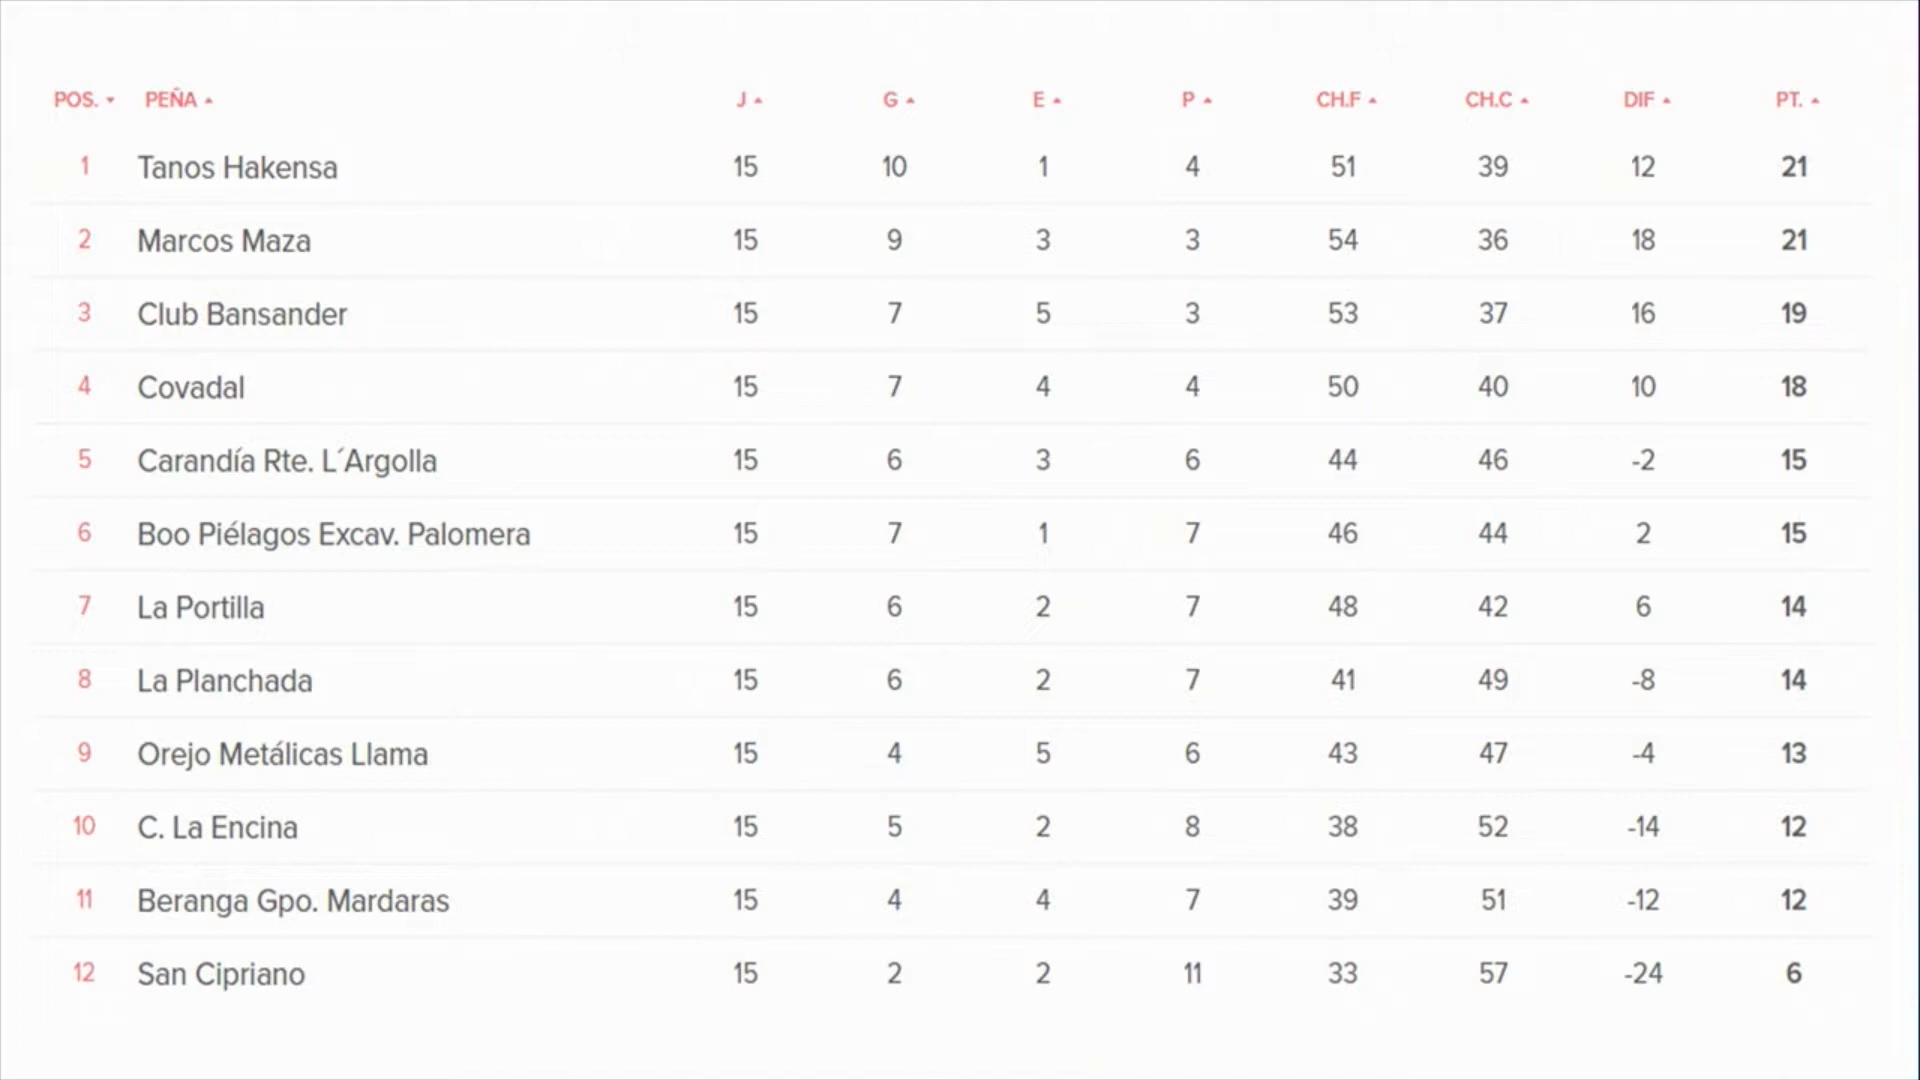 POS. PEÑA J G E P CH.F CH.C DIF PT.
1 Tanos Hakensa 15 10 1 4 51 39 12 21
2 Marcos Maza 15 9 3 3 54 36 18 21
3 Club Bansander 15 7 5 3 53 37 16 19
4 Covadal 15 7 4 4 50 40 10 18
5 Carandía Rte. L´Argolla 15 6 3 6 44 46 -2 15
6 Boo Piélagos Excav. Palomera 15 7 1 7 46 44 2 15
7 La Portilla 15 6 2 7 48 42 6 14
8 La Planchada 15 6 2 7 41 49 -8 14
9 Orejo Metálicas Llama 15 4 5 6 43 47 -4 13
10 C. La Encina 15 5 2 8 38 52 -14 12
11 Beranga Gpo. Mardaras 15 4 4 7 39 51 -12 12
12 San Cipriano 15 2 2 11 33 57 -24 6